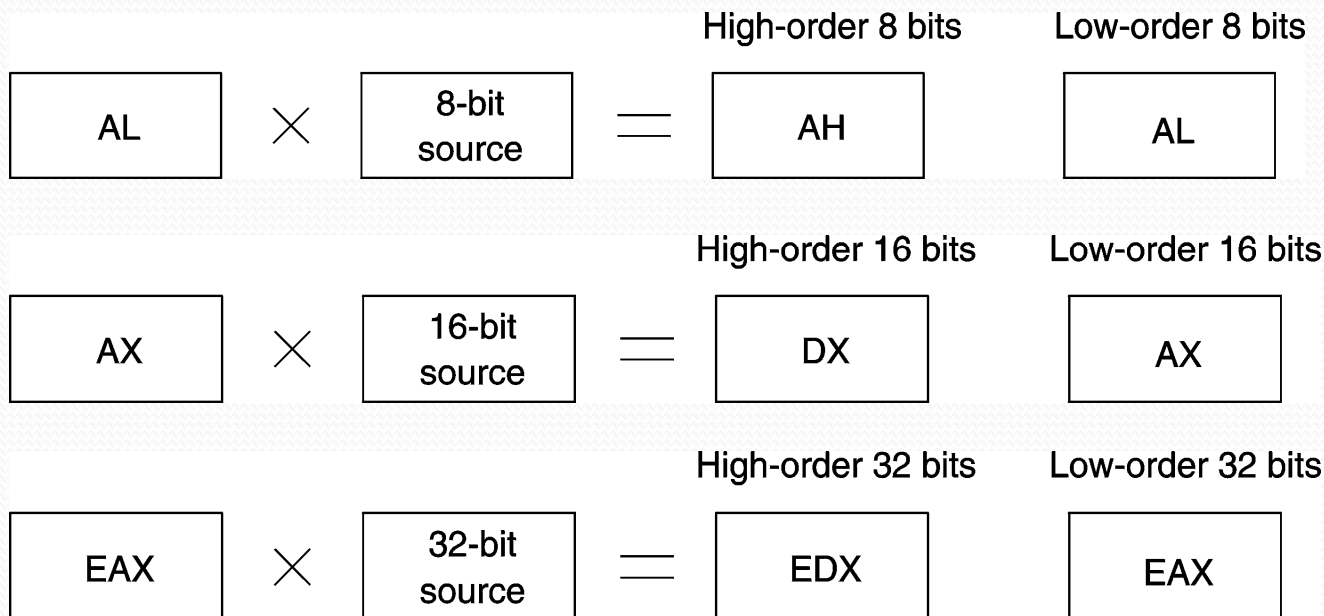 High-order 8 bits Low-order 8 bits
AL × 8-bit source = AH AL
High-order 16 bits Low-order 16 bits
AX × 16-bit source = DX AX
High-order 32 bits Low-order 32 bits
EAX × 32-bit source = EDX EAX